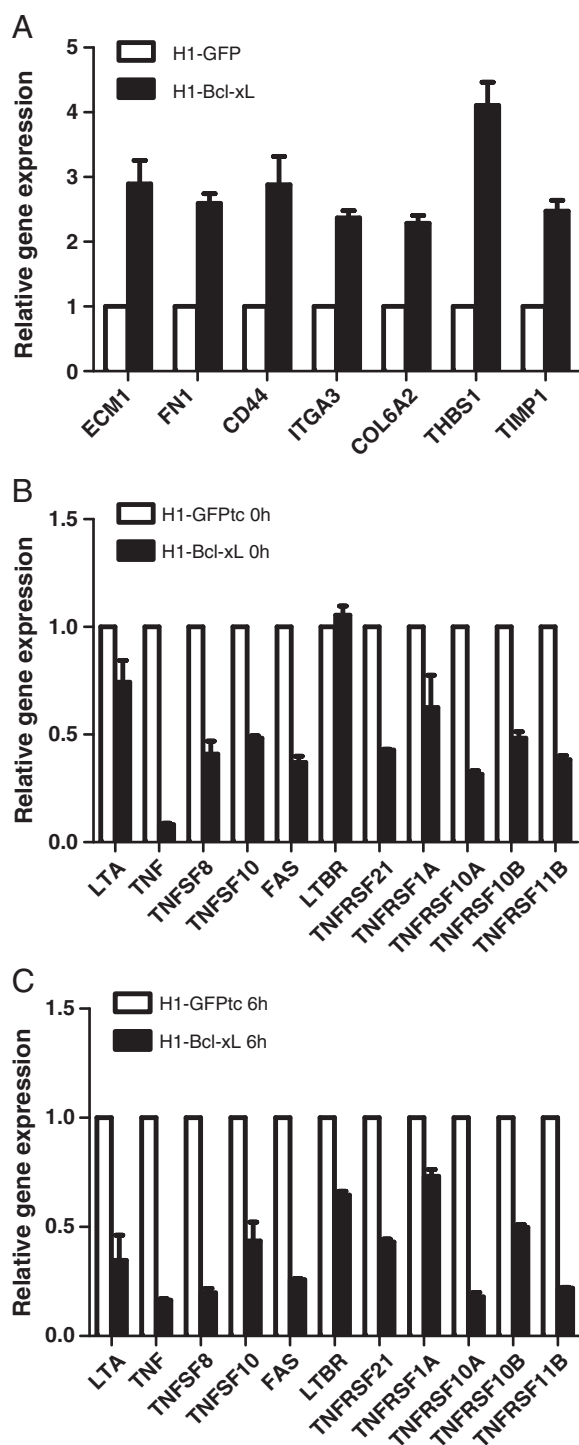 A
H1-GFP
H1-Bcl-xL
Relative gene expression
5
4
3
2
1
0
ECM1
FN1
CD44
ITGA3
COL6A2
THBS1
TIMP1
B
H1-GFPtc 0h
H1-Bcl-xL 0h
Relative gene expression
1.5
1.0
0.5
0.0
LTA
TNF
TNFSF8
TNFSF10
FAS
LTBR
TNFRSF21
TNFRSF1A
TNFRSF10A
TNFRSF10B
TNFRSF11B
C
H1-GFPtc 6h
H1-Bcl-xL 6h
Relative gene expression
1.5
1.0
0.5
0.0
LTA
TNF
TNFSF8
TNFSF10
FAS
LTBR
TNFRSF21
TNFRSF1A
TNFRSF10A
TNFRSF10B
TNFRSF11B